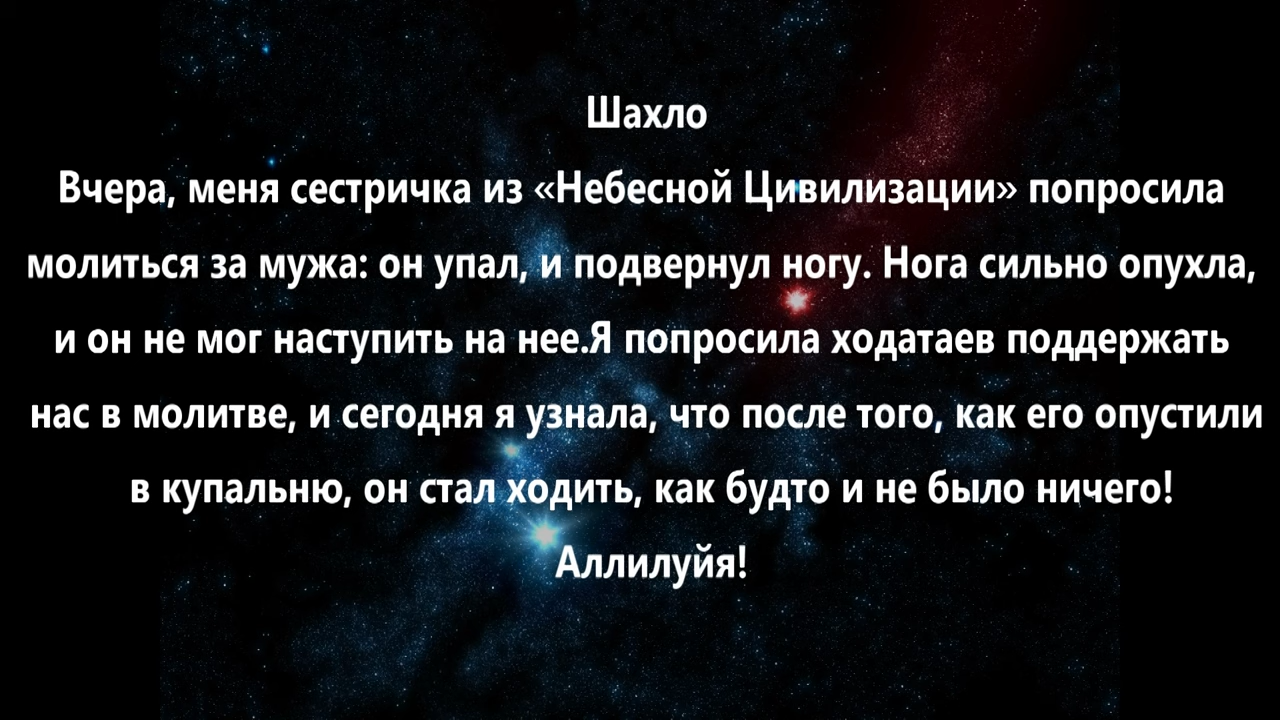 Шахло
Вчера, меня сестричка из «Небесной Цивилизации» попросила
молиться за мужа: он упал, и подвернул ногу. Нога сильно опухла,
и он не мог наступить на нее.Я попросила ходатаев поддержать
нас в молитве, и сегодня я узнала, что после того, как его опустили
в купальню, он стал ходить, как будто и не было ничего!
Аллилуйя!